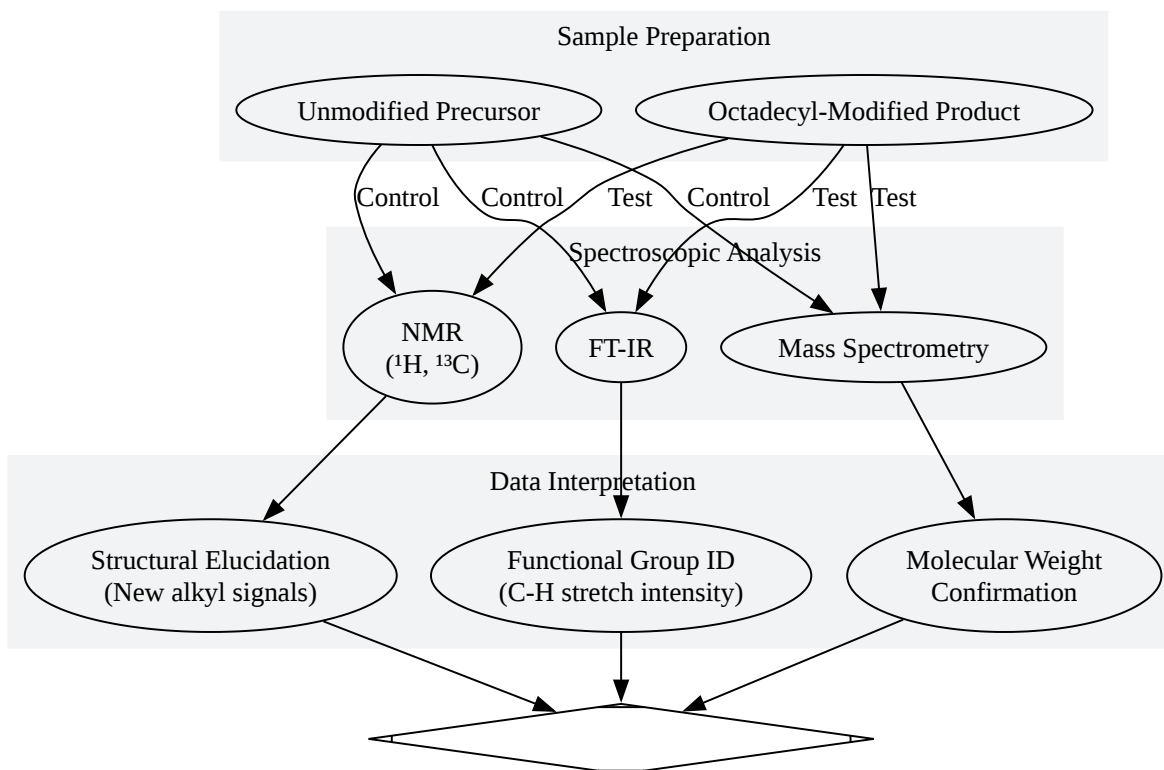 Sample Preparation
Unmodified Precursor
Octadecyl-Modified Product
Control
Control
Test
Control
Test
Test
Spectroscopic Analysis
NMR
(¹H, ¹³C)
FT-IR
Mass Spectrometry
Data Interpretation
Structural Elucidation
(New alkyl signals)
Functional Group ID
(C-H stretch intensity)
Molecular Weight
Confirmation